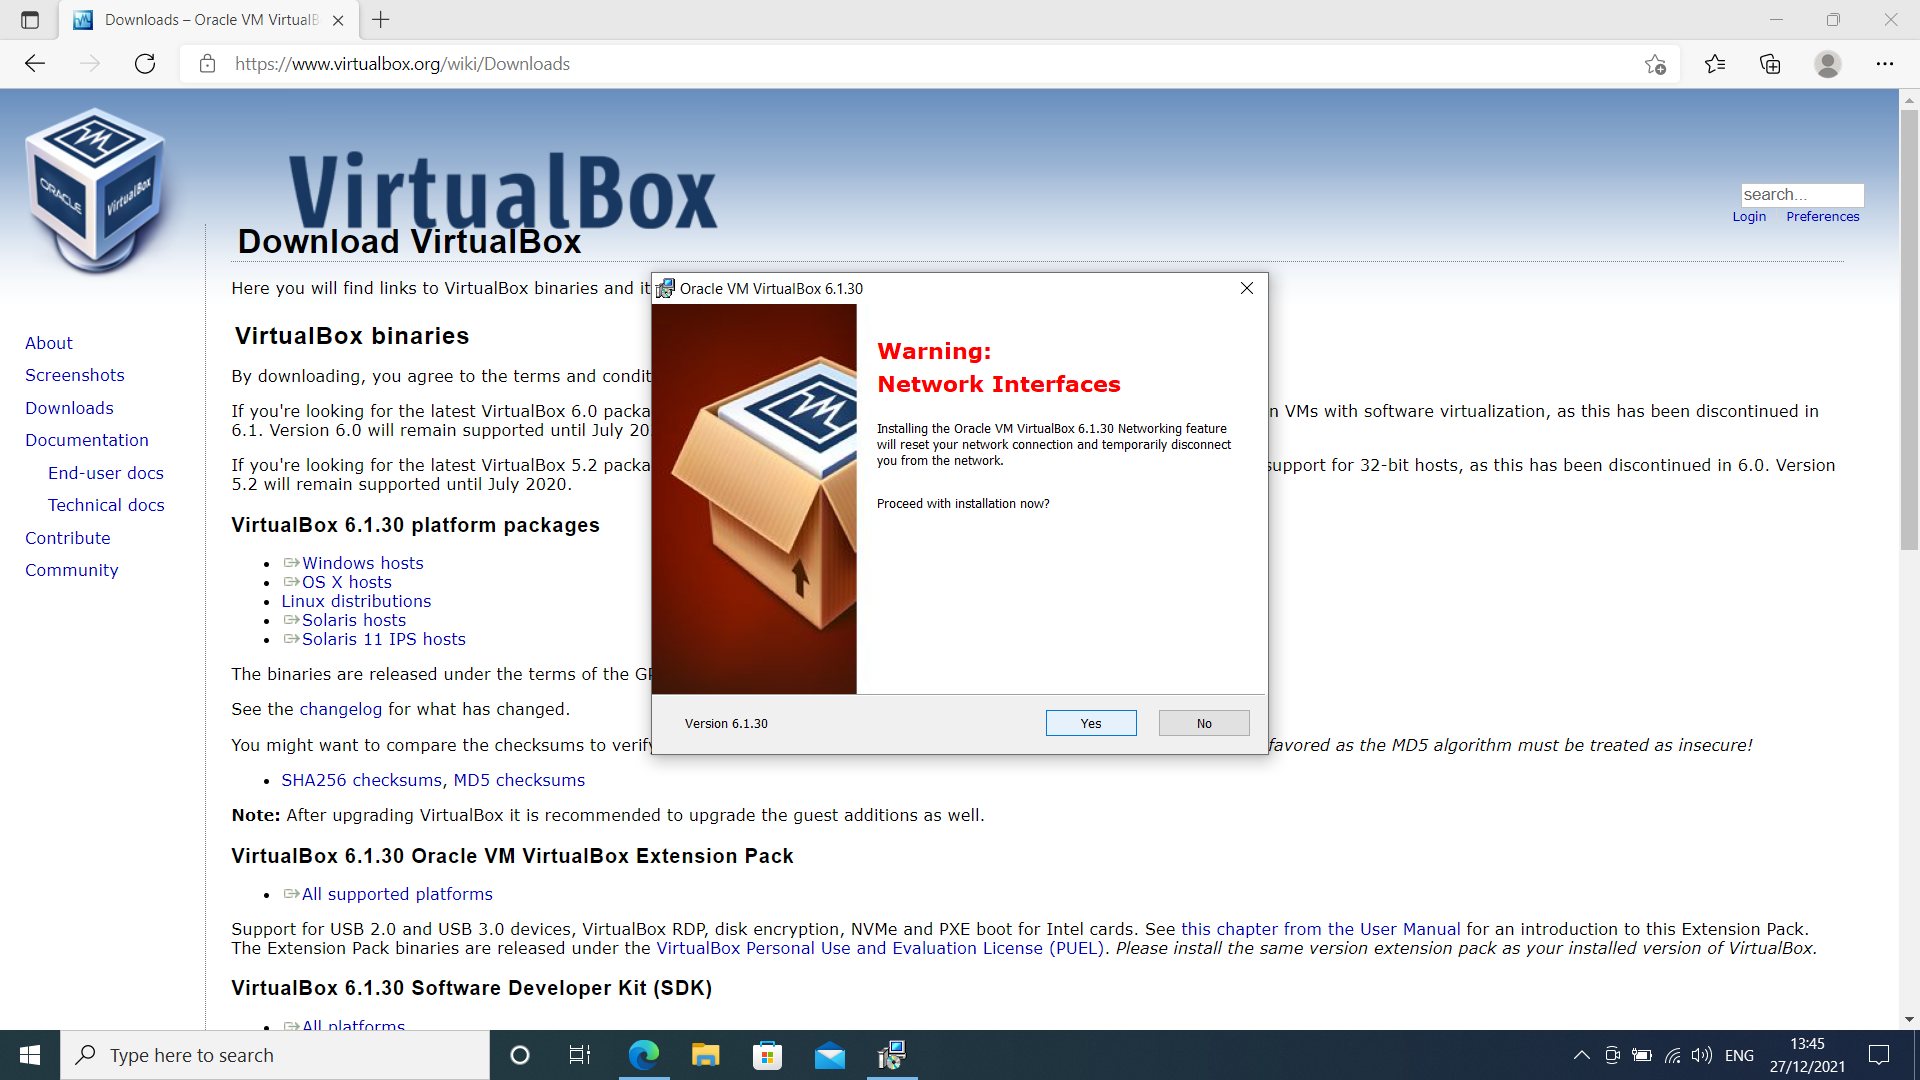 Downloads – Oracle VM VirtualB
https://www.virtualbox.org/wiki/Downloads
ORACLE
VirtualBox
VirtualBox
search...
Login Preferences
Download VirtualBox
Here you will find links to VirtualBox binaries and it
About
Screenshots
Downloads
Documentation
End-user docs
Technical docs
Contribute
Community
VirtualBox binaries
By downloading, you agree to the terms and condit
If you're looking for the latest VirtualBox 6.0 packa
n VMs with software virtualization, as this has been discontinued in
6.1. Version 6.0 will remain supported until July 20
If you're looking for the latest VirtualBox 5.2 packa
support for 32-bit hosts, as this has been discontinued in 6.0. Version
5.2 will remain supported until July 2020.
VirtualBox 6.1.30 platform packages
Windows hosts
OS X hosts
Linux distributions
Solaris hosts
Solaris 11 IPS hosts
The binaries are released under the terms of the GP
See the changelog for what has changed.
You might want to compare the checksums to verify
favored as the MD5 algorithm must be treated as insecure!
SHA256 checksums, MD5 checksums
Note: After upgrading VirtualBox it is recommended to upgrade the guest additions as well.
VirtualBox 6.1.30 Oracle VM VirtualBox Extension Pack
All supported platforms
Support for USB 2.0 and USB 3.0 devices, VirtualBox RDP, disk encryption, NVMe and PXE boot for Intel cards. See this chapter from the User Manual for an introduction to this Extension Pack.
The Extension Pack binaries are released under the VirtualBox Personal Use and Evaluation License (PUEL). Please install the same version extension pack as your installed version of VirtualBox.
VirtualBox 6.1.30 Software Developer Kit (SDK)
All platforms
Oracle VM VirtualBox 6.1.30
Warning:
Network Interfaces
Installing the Oracle VM VirtualBox 6.1.30 Networking feature
will reset your network connection and temporarily disconnect
you from the network.
Proceed with installation now?
Version 6.1.30
Yes
No
Type here to search
ENG
13:45
27/12/2021